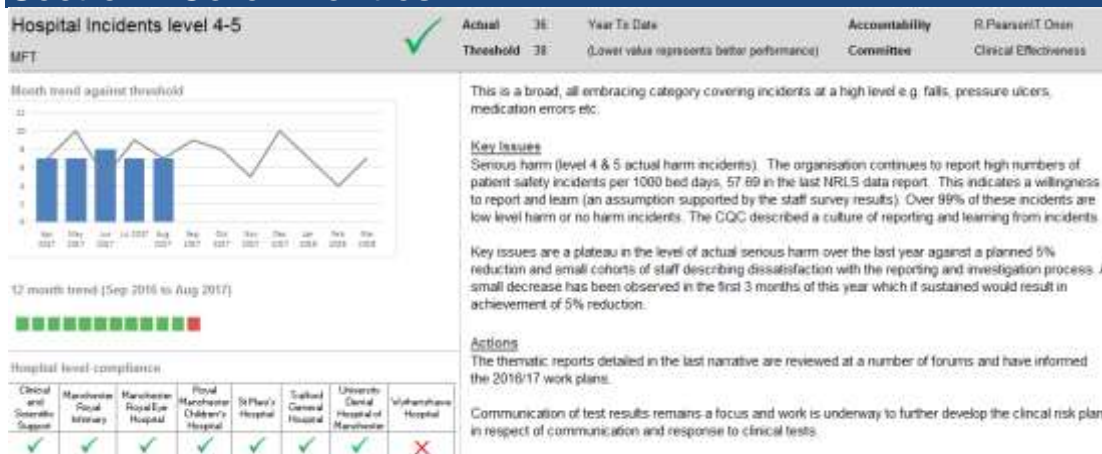 Hospital Incidents level 4-5
MFT
Actual 36 Year To Date Accountability R.Pearson\T Onon
Threshold 38 (Lower value represents better performance) Committee Clinical Effectiveness
Month trend against threshold
This is a broad, all embracing category covering incidents at a high level e.g. falls, pressure ulcers,
medication errors etc.
Key Issues
Serious harm (level 4 & 5 actual harm incidents). The organisation continues to report high numbers of
patient safety incidents per 1000 bed days, 57.69 in the last NRLS data report. This indicates a willingness
to report and learn (an assumption supported by the staff survey results). Over 99% of these incidents are
low level harm or no harm incidents. The CQC described a culture of reporting and learning from incidents
Key issues are a plateau in the level of actual serious harm over the last year against a planned 5%
reduction and small cohorts of staff describing dissatisfaction with the reporting and investigation process.
small decrease has been observed in the first 3 months of this year which if sustained would result in
achievement of 5% reduction.
12 month trend (Sep 2016 to Aug 2017)
Actions
The thematic reports detailed in the last narrative are reviewed at a number of forums and have informed
the 2016/17 work plans.
Communication of test results remains a focus and work is underway to further develop the clincal risk plan
in respect of communication and response to clinical tests.
Hospital level compliance
Clinical and Scientific Support
Manchester Royal Infirmary
Manchester Royal Eye Hospital
Royal Manchester Children's Hospital
St Mary's Hospital
Trafford General Hospital
University Dental Hospital of Manchester
Wythenshawe Hospital